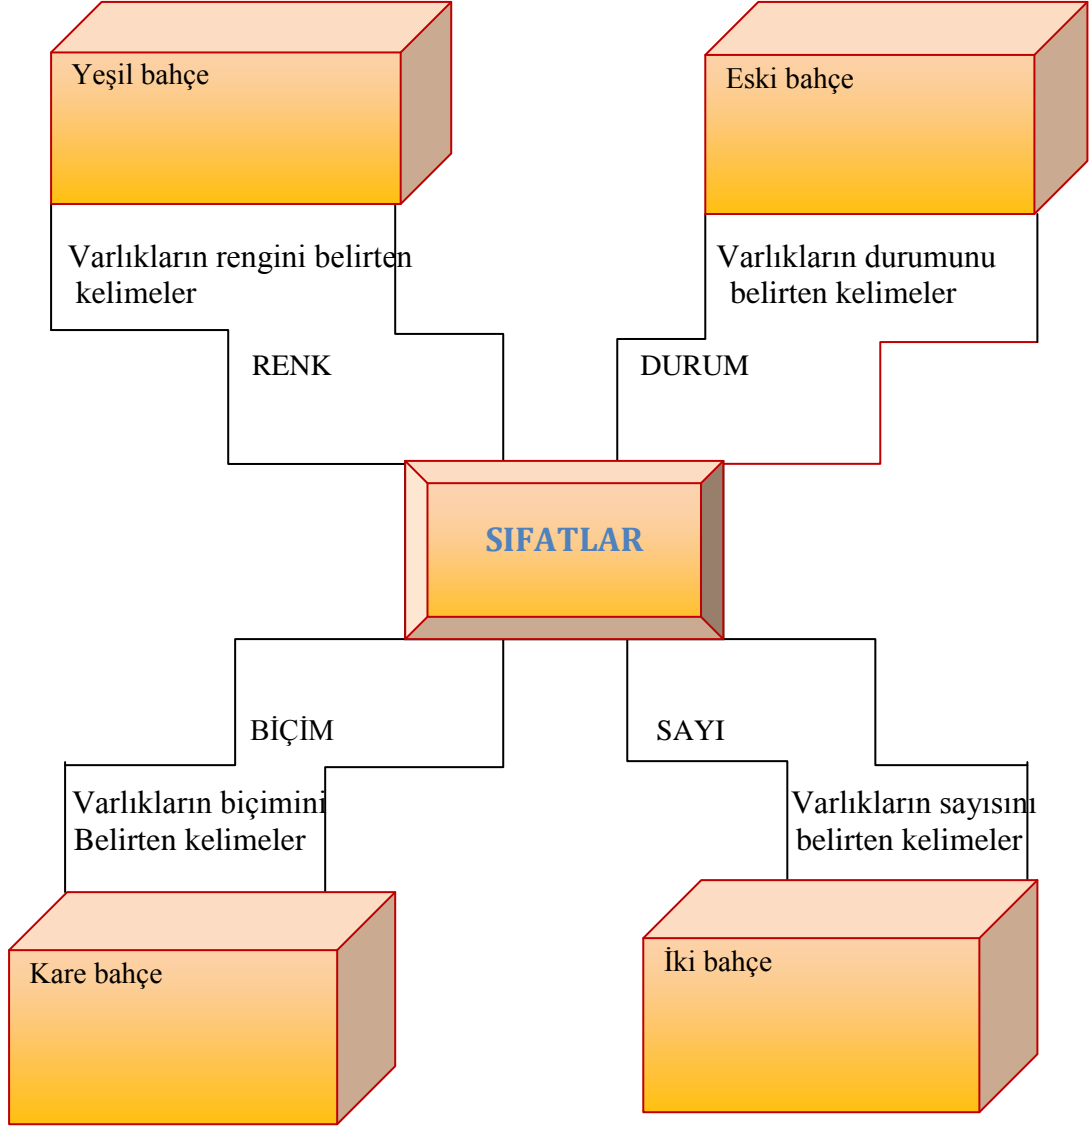 Yeşil bahçe
Eski bahçe
Varlıkların rengini belirten
kelimeler
Varlıkların durumunu
belirten kelimeler
RENK
DURUM
SIFATLAR
BİÇİM
SAYI
Varlıkların biçimini
Belirten kelimeler
Varlıkların sayısını
belirten kelimeler
Kare bahçe
İki bahçe